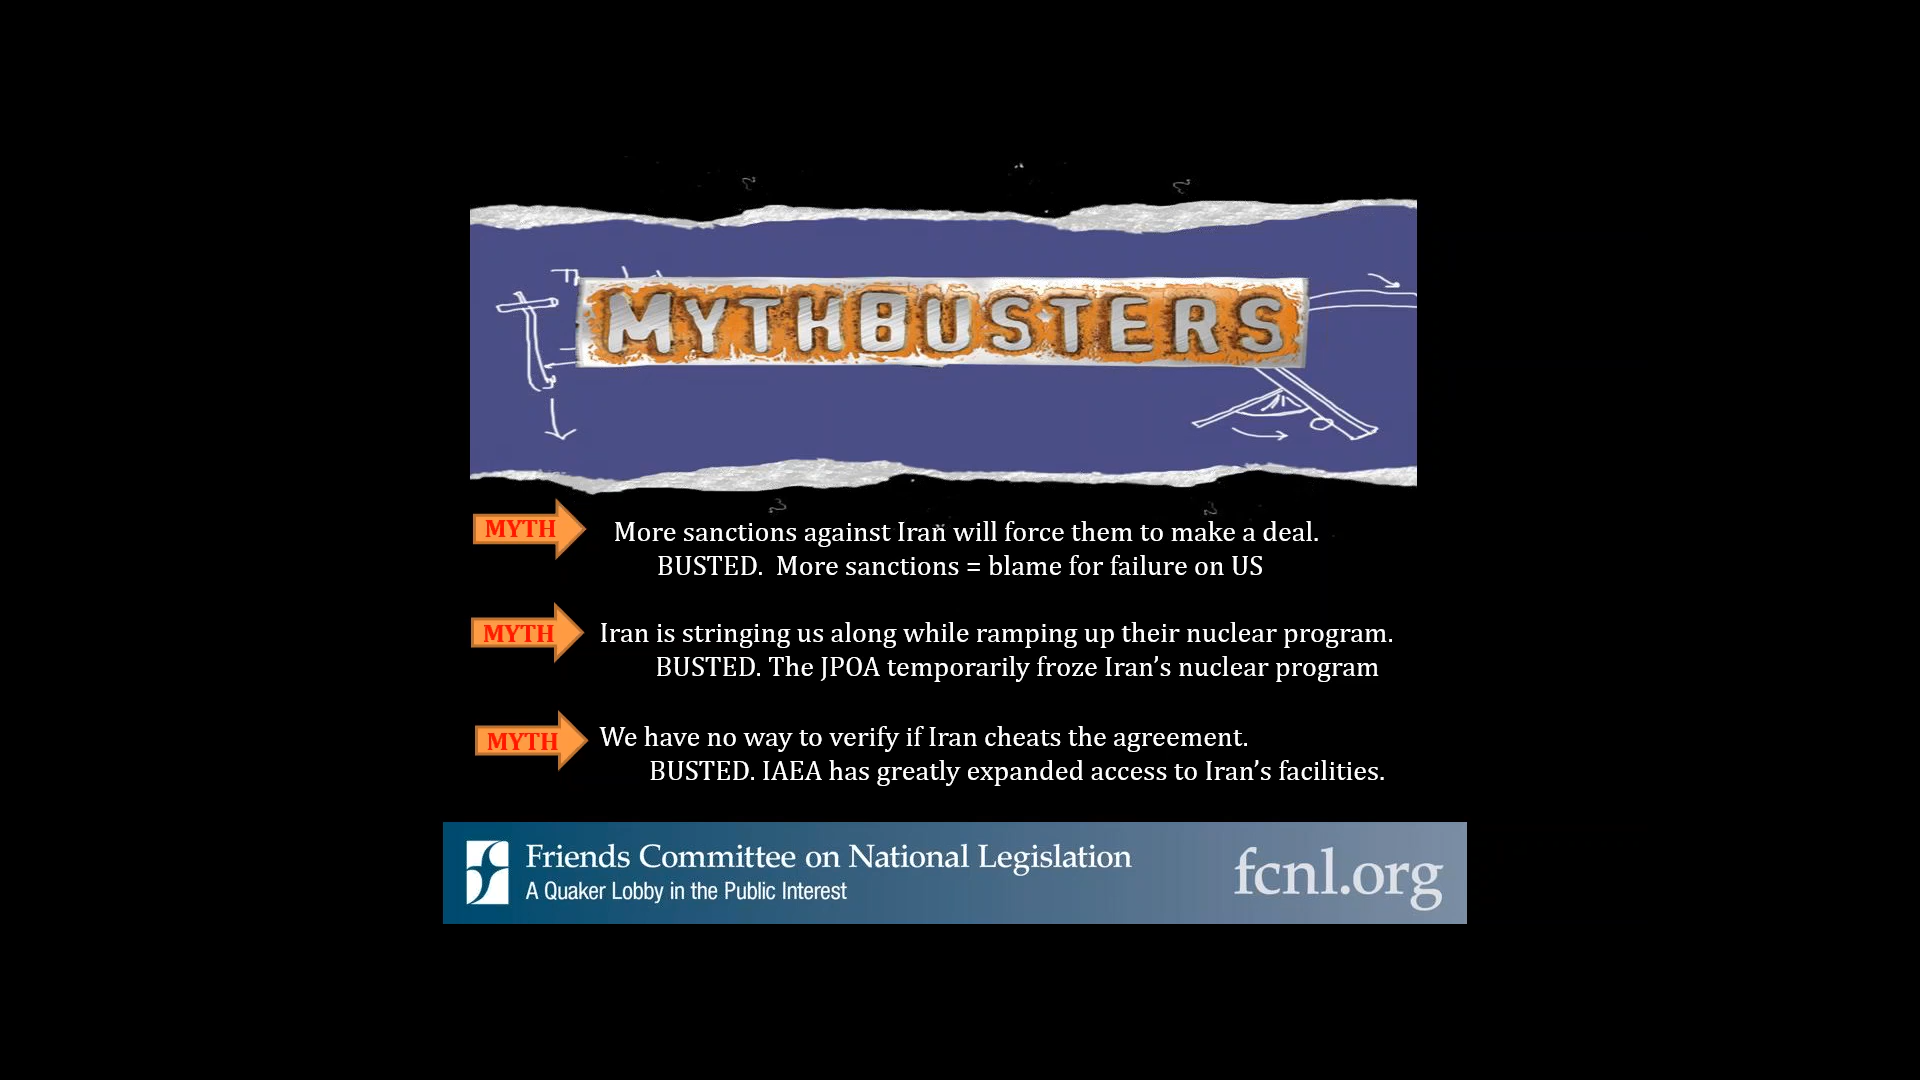 MYTHBUSTERS
MYTH More sanctions against Iran will force them to make a deal.
BUSTED. More sanctions = blame for failure on US
MYTH Iran is stringing us along while ramping up their nuclear program.
BUSTED. The JPOA temporarily froze Iran’s nuclear program
MYTH We have no way to verify if Iran cheats the agreement.
BUSTED. IAEA has greatly expanded access to Iran’s facilities.
Friends Committee on National Legislation
A Quaker Lobby in the Public Interest
fcnl.org